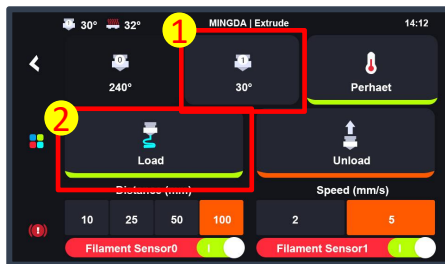 30° 32° MINGDA | Extrude 14:12
1
0 1
240° 30° Perhaet
2
Load Unload
Distance (mm) Speed (mm/s)
10 25 50 100 2 5
Filament Sensor0 Filament Sensor1